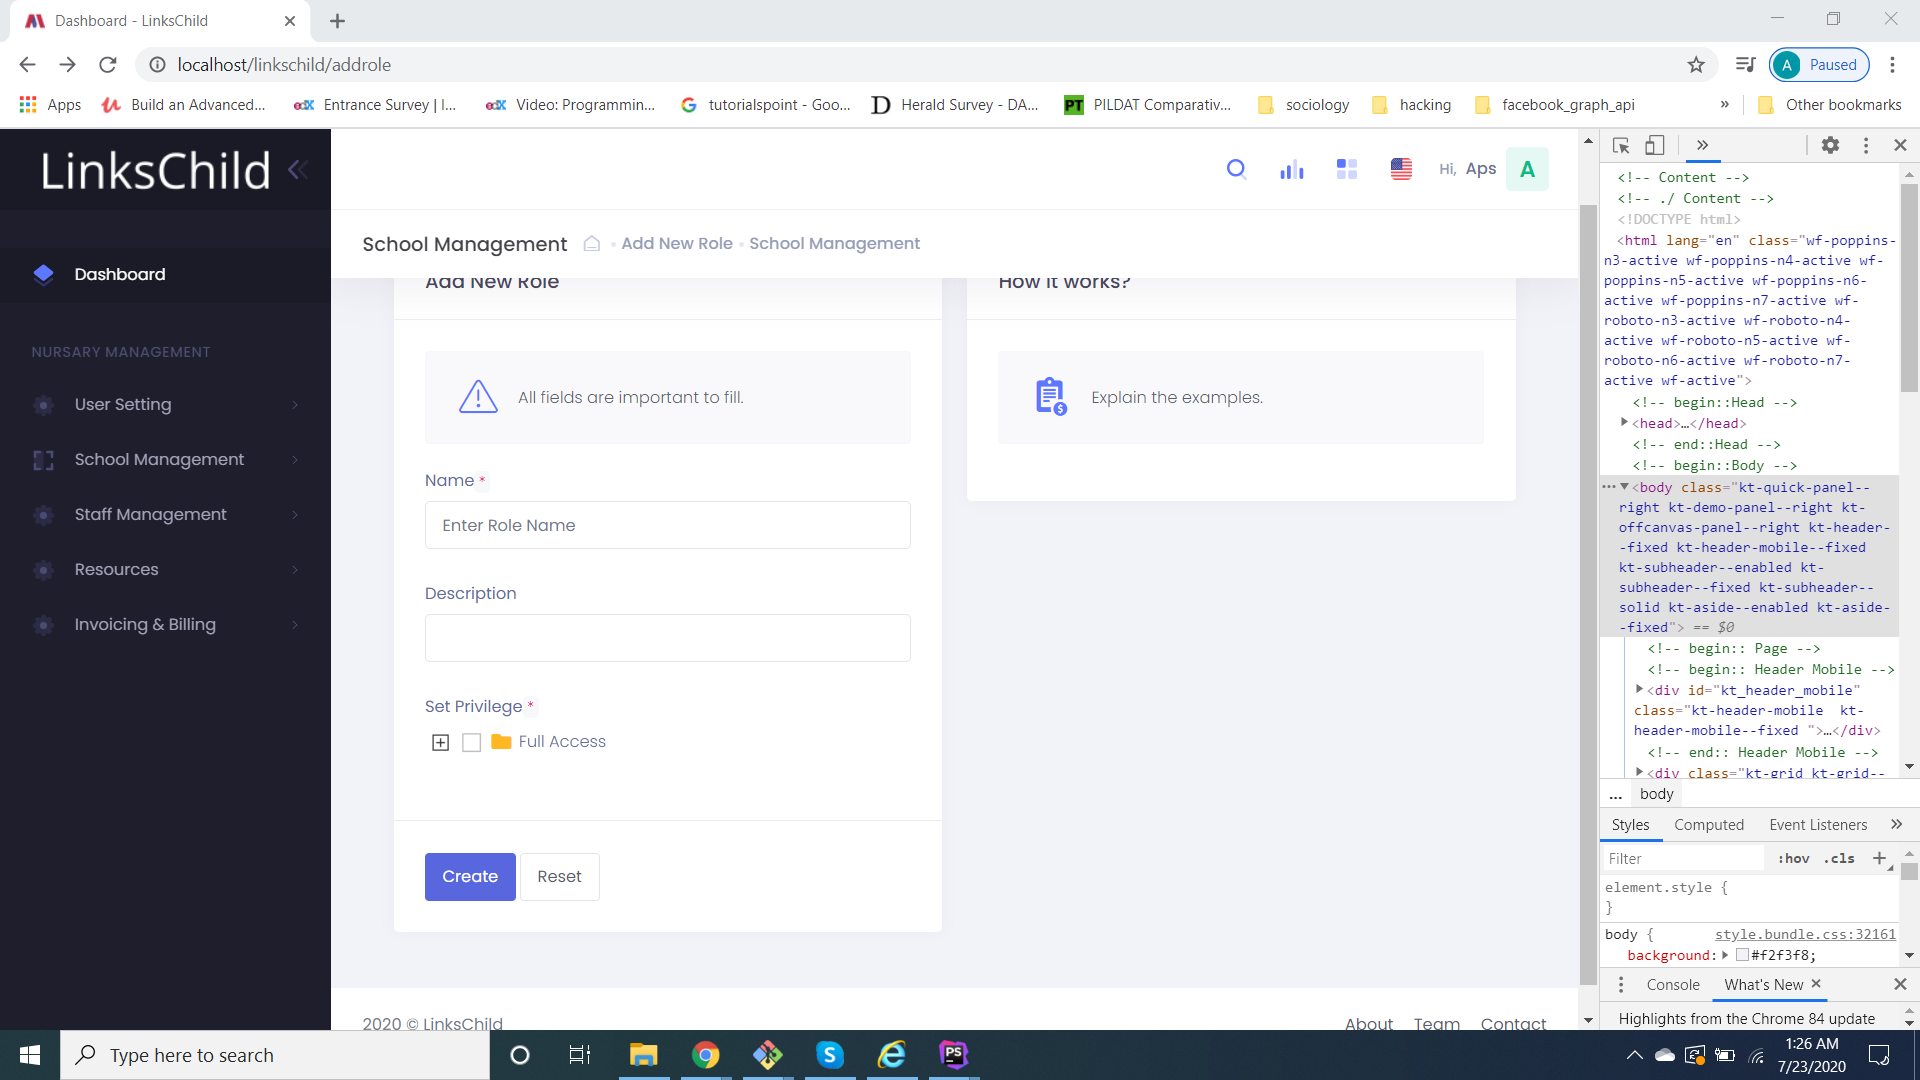 Dashboard - LinksChild
localhost/linkschild/addrole
A Paused
Apps Build an Advanced... Entrance Survey | I... Video: Programmin... tutorialspoint - Goo... Herald Survey - DA... PILDAT Comparativ... sociology hacking facebook_graph_api » Other bookmarks
LinksChild
Dashboard
NURSARY MANAGEMENT
User Setting
School Management
Staff Management
Resources
Invoicing & Billing
Hi, Aps A
School Management Add New Role School Management
Add New Role
All fields are important to fill.
Name *
Enter Role Name
Description
Set Privilege *
Full Access
Create Reset
How it works?
Explain the examples.
2020 © LinksChild
About Team Contact
<!-- Content -->
<!-- ./ Content -->
<!DOCTYPE html>
<html lang="en" class="wf-poppins-
n3-active wf-poppins-n4-active wf-
poppins-n5-active wf-poppins-n6-
active wf-poppins-n7-active wf-
roboto-n3-active wf-roboto-n4-
active wf-roboto-n5-active wf-
roboto-n6-active wf-roboto-n7-
active wf-active">
<!-- begin::Head -->
<head>…</head>
<!-- end::Head -->
<!-- begin::Body -->
<body class="kt-quick-panel--
right kt-demo-panel--right kt-
offcanvas-panel--right kt-header-
-fixed kt-header-mobile--fixed
kt-subheader--enabled kt-
subheader--fixed kt-subheader--
solid kt-aside--enabled kt-aside-
-fixed"> == $0
<!-- begin:: Page -->
<!-- begin:: Header Mobile -->
<div id="kt_header_mobile"
class="kt-header-mobile kt-
header-mobile--fixed ">…</div>
<!-- end:: Header Mobile -->
<div class="kt-grid kt-grid--
... body
Styles Computed Event Listeners »
Filter :hov .cls +
element.style {
}
body { style.bundle.css:32161
background: #f2f3f8;
Console What's New
Highlights from the Chrome 84 update
Type here to search
1:26 AM
7/23/2020